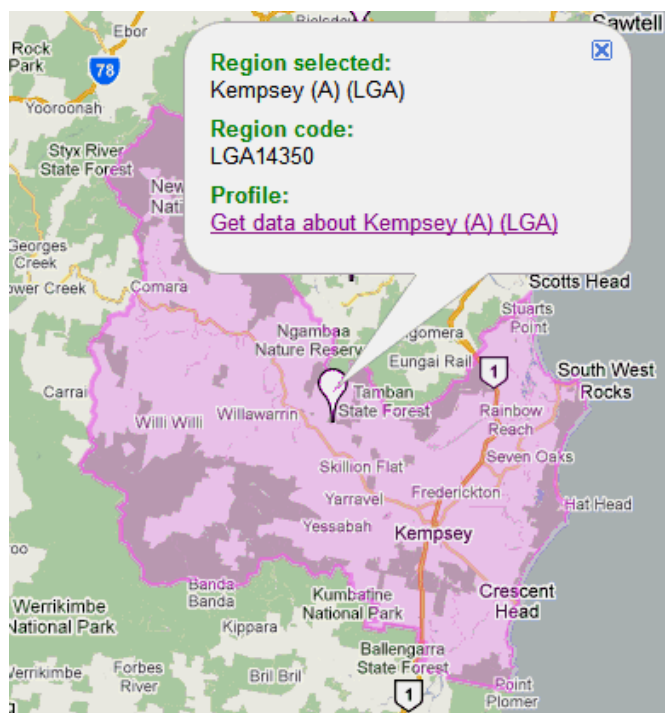 Ebor
Rock
Park
78
Yooroonah
Styx River
State Forest
Sawtell
Region selected:
Kempsey (A) (LGA)
Region code:
LGA14350
Profile:
Get data about Kempsey (A) (LGA)
New
Nati
Georges
Creek
ower Creek
Comara
Scotts Head
Stuarts
Point
Ngambaa
Nature Reserv
ngomera
Eungai Rail
1
South West
Rocks
Carrai
Tamban
State Forest
Willi Willi
Willawarrin
Rainbow
Reach
Seven Oaks
Skillion Flat
Yarravel
Frederickton
Hat Head
Yessabah
Kempsey
oo
Banda
Banda
Crescent
Head
Werrikimbe
National Park
Kumbatine
National Park
Kippara
Ballengarra
State Forest
Werrikimbe
Forbes
River
Bril Bril
1
Point
Plomer